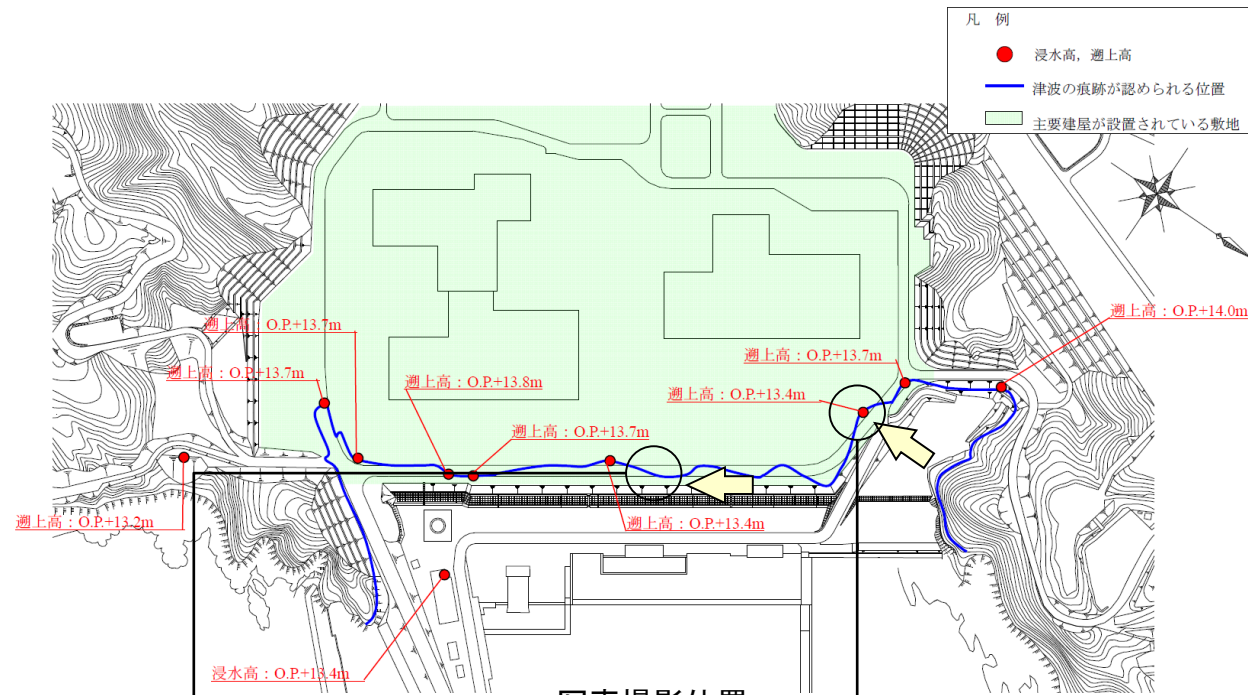 凡 例
浸水高，遡上高
津波の痕跡が認められる位置
主要建屋が設置されている敷地
遡上高：O.P.+14.0m
遡上高：O.P.+13.7m
遡上高：O.P.+13.7m
遡上高：O.P.+13.7m
遡上高：O.P.+13.8m
遡上高：O.P.+13.4m
遡上高：O.P.+13.7m
遡上高：O.P.+13.2m
遡上高：O.P.+13.4m
浸水高：O.P.+13.4m
写真撮影位置